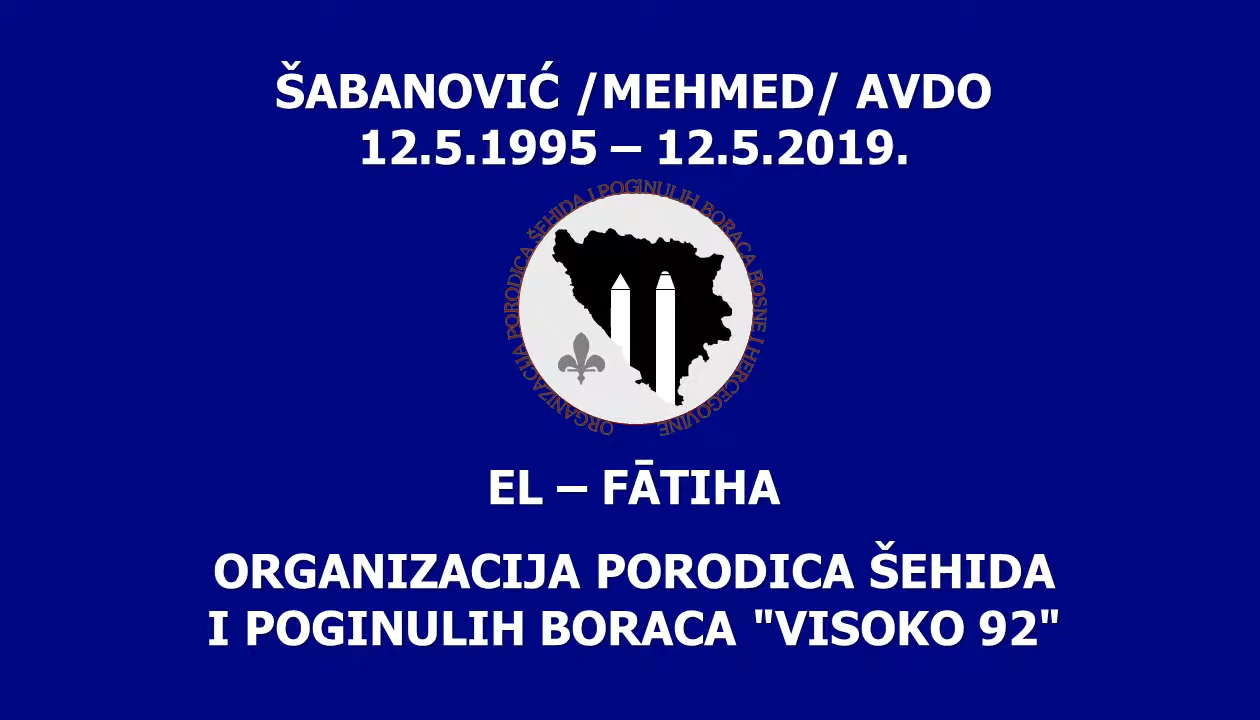 ŠABANOVIĆ /MEHMED/ AVDO
12.5.1995 – 12.5.2019.
ORGANIZACIJA PORODICA ŠEHIDA I POGINULIH BORACA BOSNE I HERCEGOVINE
EL – FĀTIHA
ORGANIZACIJA PORODICA ŠEHIDA
I POGINULIH BORACA "VISOKO 92"